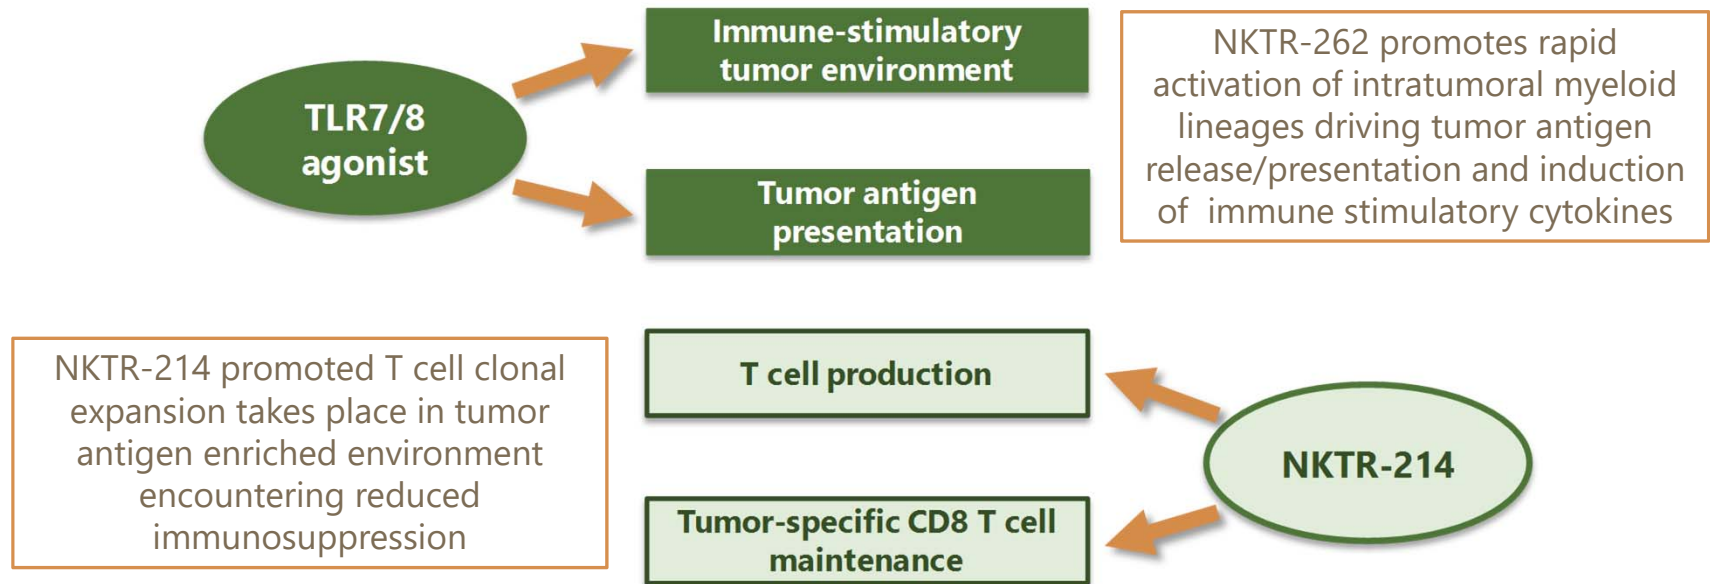 Immune-stimulatory
tumor environment
TLR7/8
agonist
Tumor antigen
presentation
NKTR-262 promotes rapid
activation of intratumoral myeloid
lineages driving tumor antigen
release/presentation and induction
of  immune stimulatory cytokines
NKTR-214 promoted T cell clonal
expansion takes place in tumor
antigen enriched environment
encountering reduced
immunosuppression
T cell production
NKTR-214
Tumor-specific CD8 T cell
maintenance